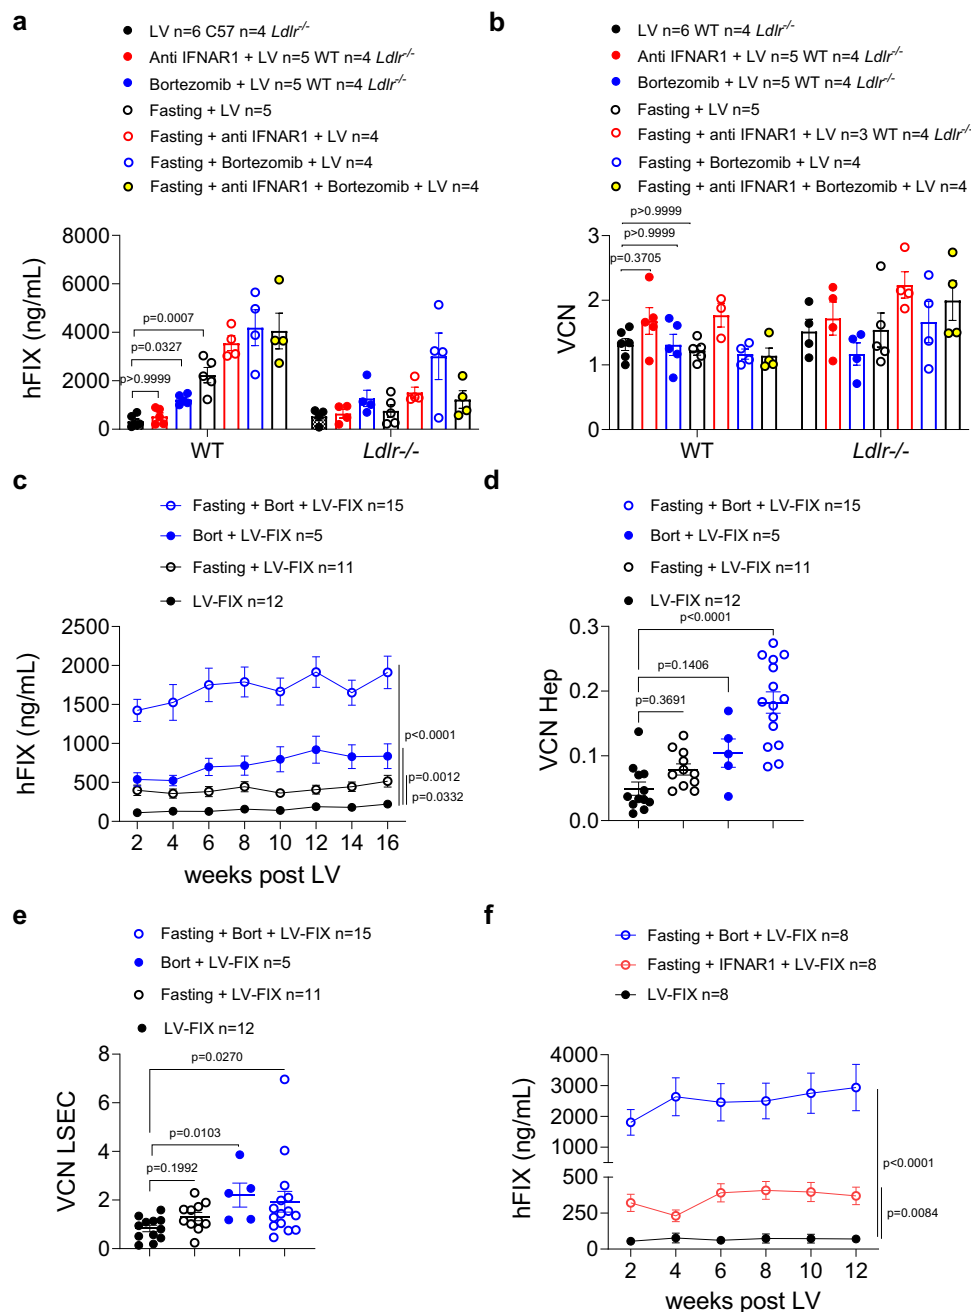 a
LV n=6 C57 n=4 Ldlr-/-
Anti IFNAR1 + LV n=5 WT n=4 Ldlr-/-
Bortezomib + LV n=5 WT n=4 Ldlr-/-
Fasting + LV n=5
Fasting + anti IFNAR1 + LV n=4
Fasting + Bortezomib + LV n=4
Fasting + anti IFNAR1 + Bortezomib + LV n=4
hFIX (ng/mL)
8000
6000
4000
2000
0
p=0.0007
p=0.0327
p>0.9999
WT
Ldlr-/-
b
LV n=6 WT n=4 Ldlr-/-
Anti IFNAR1 + LV n=5 WT n=4 Ldlr-/-
Bortezomib + LV n=5 WT n=4 Ldlr-/-
Fasting + LV n=5
Fasting + anti IFNAR1 + LV n=3 WT n=4 Ldlr-/-
Fasting + Bortezomib + LV n=4
Fasting + anti IFNAR1 + Bortezomib + LV n=4
VCN
3
2
1
0
p>0.9999
p>0.9999
p=0.3705
WT
Ldlr-/-
c
Fasting + Bort + LV-FIX n=15
Bort + LV-FIX n=5
Fasting + LV-FIX n=11
LV-FIX n=12
hFIX (ng/mL)
2500
2000
1500
1000
500
0
p<0.0001
p=0.0012
p=0.0332
2 4 6 8 10 12 14 16
weeks post LV
d
Fasting + Bort + LV-FIX n=15
Bort + LV-FIX n=5
Fasting + LV-FIX n=11
LV-FIX n=12
VCN Hep
0.3
0.2
0.1
0.0
p<0.0001
p=0.1406
p=0.3691
e
Fasting + Bort + LV-FIX n=15
Bort + LV-FIX n=5
Fasting + LV-FIX n=11
LV-FIX n=12
VCN LSEC
8
6
4
2
0
p=0.0270
p=0.0103
p=0.1992
f
Fasting + Bort + LV-FIX n=8
Fasting + IFNAR1 + LV-FIX n=8
LV-FIX n=8
hFIX (ng/mL)
4000
3000
2000
1000
500
250
0
p<0.0001
p=0.0084
2 4 6 8 10 12
weeks post LV